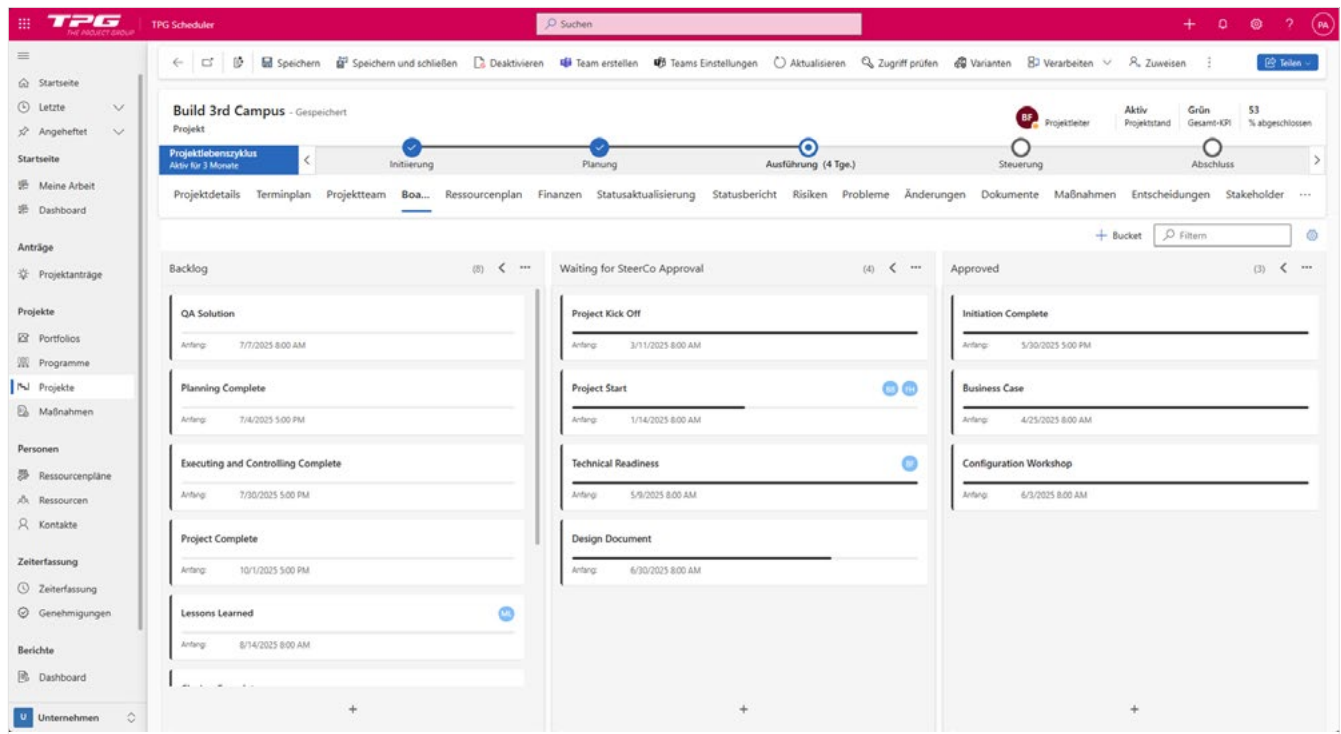 TPG
THE PROJECT GROUP
TPG Scheduler
Suchen
PA
Startseite
Letzte
Angeheftet
Startseite
Meine Arbeit
Dashboard
Anträge
Projektanträge
Projekte
Portfolios
Programme
Projekte
Maßnahmen
Personen
Ressourcenpläne
Ressourcen
Kontakte
Zeiterfassung
Zeiterfassung
Genehmigungen
Berichte
Dashboard
U Unternehmen
Speichern Speichern und schließen Deaktivieren Team erstellen Teams Einstellungen Aktualisieren Zugriff prüfen Varianten Verarbeiten Zuweisen Teilen
Build 3rd Campus - Gespeichert
Projekt
BF Projektleiter
Aktiv Grün 53
Projektstand Gesamt-KPI % abgeschlossen
Projektlebenszyklus
Aktiv für 3 Monate
Initiierung Planung Ausführung (4 Tge.) Steuerung Abschluss
Projektdetails Terminplan Projektteam Boa... Ressourcenplan Finanzen Statusaktualisierung Statusbericht Risiken Probleme Änderungen Dokumente Maßnahmen Entscheidungen Stakeholder ...
+ Bucket Filtern
Backlog (8)
QA Solution
Anfang: 7/7/2025 8:00 AM
Planning Complete
Anfang: 7/4/2025 5:00 PM
Executing and Controlling Complete
Anfang: 7/30/2025 5:00 PM
Project Complete
Anfang: 10/1/2025 5:00 PM
Lessons Learned
ML
Anfang: 8/14/2025 8:00 AM
+
Waiting for SteerCo Approval (4)
Project Kick Off
Anfang: 3/11/2025 8:00 AM
Project Start
Anfang: 1/14/2025 8:00 AM
Technical Readiness
BF
Anfang: 5/9/2025 8:00 AM
Design Document
Anfang: 6/30/2025 8:00 AM
+
Approved (3)
Initiation Complete
Anfang: 5/30/2025 5:00 PM
Business Case
Anfang: 4/25/2025 8:00 AM
Configuration Workshop
Anfang: 6/3/2025 8:00 AM
+